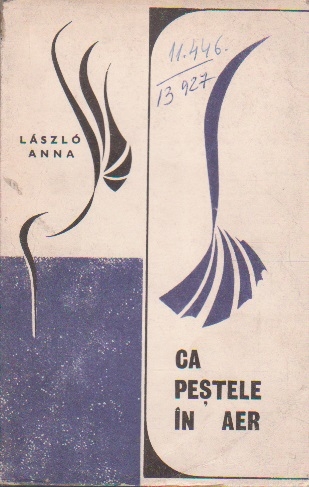 11.446.
13 927
LÁSZLÓ
ANNA
CA
PEȘTELE
ÎN AER